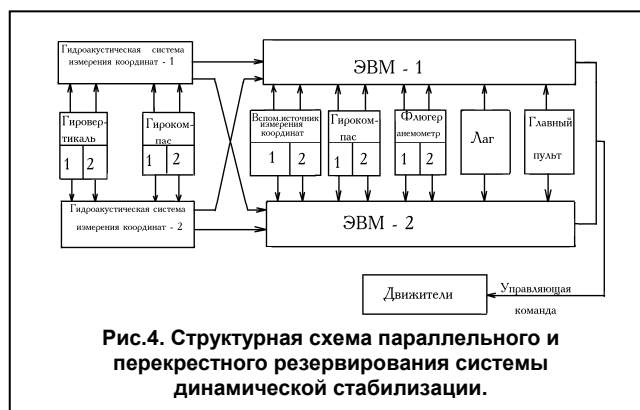 Гидроакустическая система
измерения координат - 1
ЭВМ - 1
Гировер-
тикаль
1 2
Гироком-
пас
1 2
Вспом.источник
измерения
координат
1 2
Гироком-
пас
1 2
Флюгер
анемометр
1 2
Лаг
Главный
пульт
Гидроакустическая система
измерения координат - 2
ЭВМ - 2
Движители
Управляющая
команда
Рис.4. Структурная схема параллельного и
перекрестного резервирования системы
динамической стабилизации.